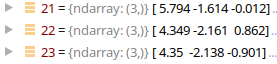 21 = {ndarray: (3,)} [ 5.794 -1.614 -0.012]...
22 = {ndarray: (3,)} [ 4.349 -2.161  0.862]...
23 = {ndarray: (3,)} [ 4.35  -2.138 -0.901]...